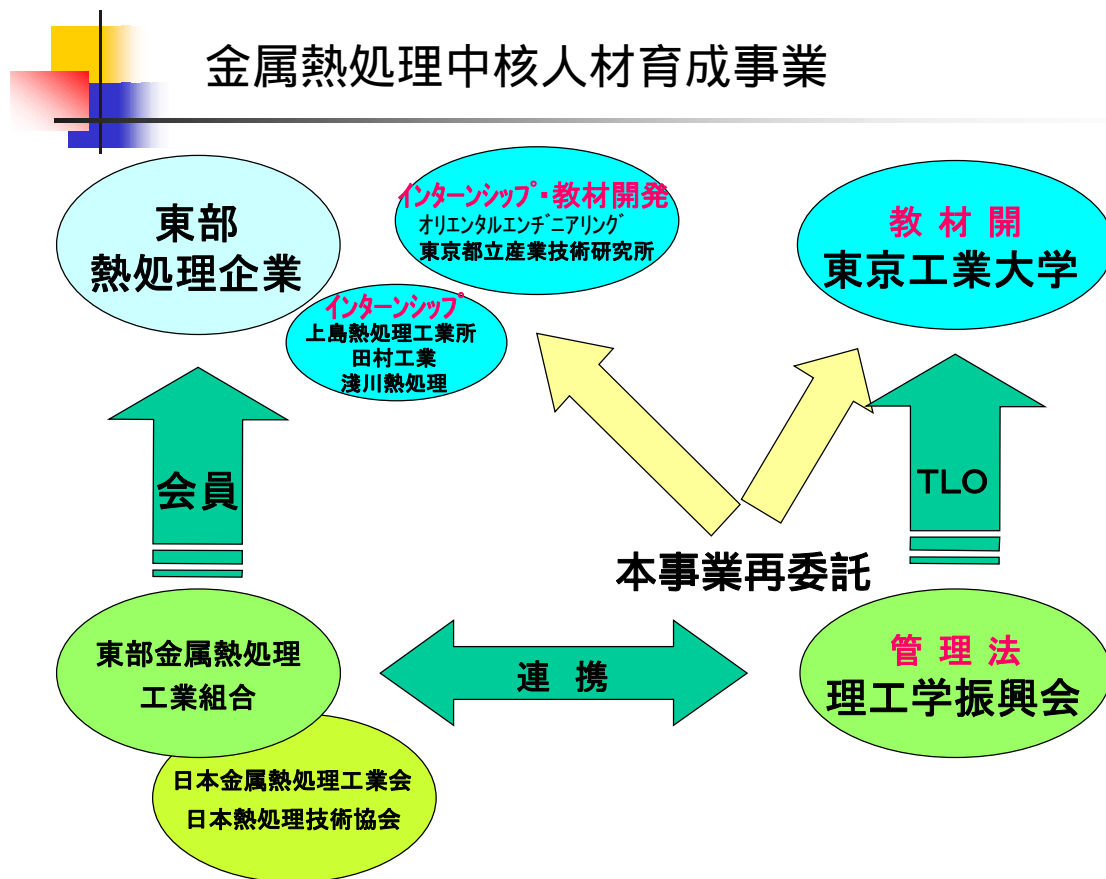 金属熱処理中核人材育成事業
東部
熱処理企業
インターンシップ・教材開発
オリエンタルエンヂニアリング
東京都立産業技術研究所
教 材 開
東京工業大学
インターンシップ
上島熱処理工業所
田村工業
淺川熱処理
会員
TLO
本事業再委託
東部金属熱処理
工業組合
連 携
管 理 法
理工学振興会
日本金属熱処理工業会
日本熱処理技術協会